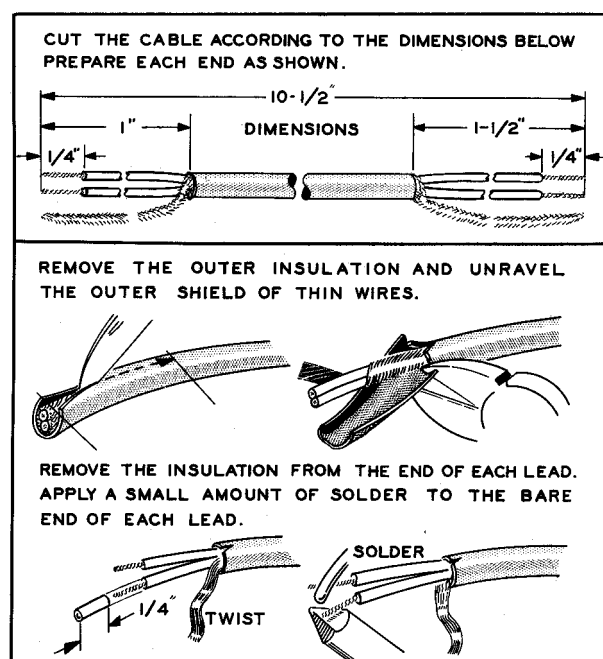 CUT THE CABLE ACCORDING TO THE DIMENSIONS BELOW
PREPARE EACH END AS SHOWN.
10-1/2"
1" DIMENSIONS 1-1/2"
1/4" 1/4"
REMOVE THE OUTER INSULATION AND UNRAVEL
THE OUTER SHIELD OF THIN WIRES.
REMOVE THE INSULATION FROM THE END OF EACH LEAD.
APPLY A SMALL AMOUNT OF SOLDER TO THE BARE
END OF EACH LEAD.
SOLDER
1/4" TWIST